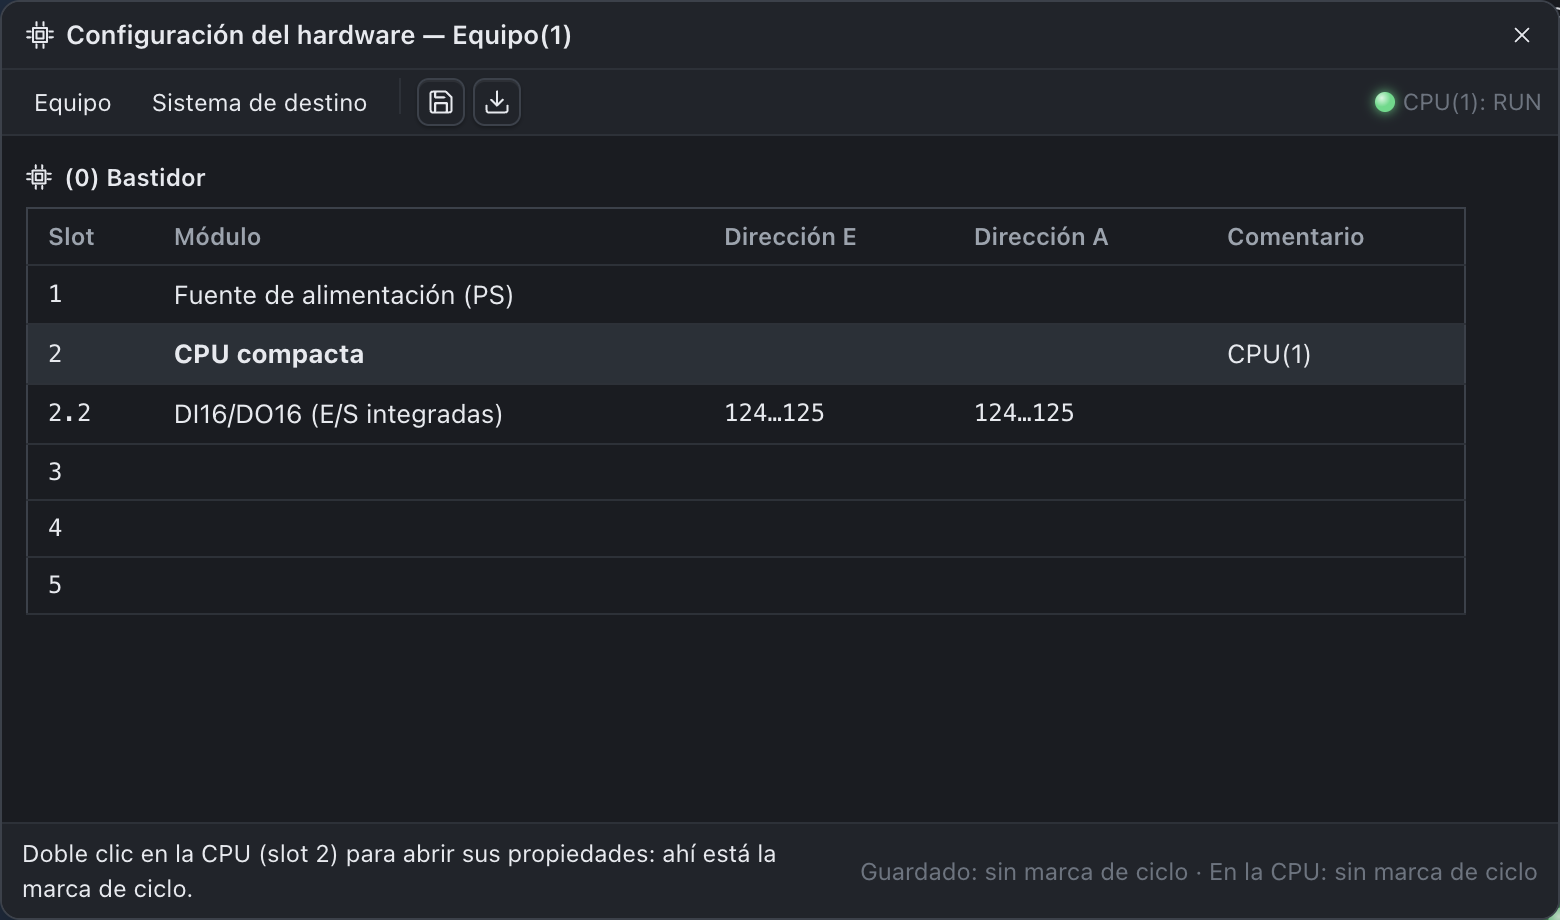 Configuración del hardware — Equipo(1)
Equipo Sistema de destino CPU(1): RUN
(0) Bastidor
Slot Módulo Dirección E Dirección A Comentario
1 Fuente de alimentación (PS)
2 CPU compacta CPU(1)
2.2 DI16/DO16 (E/S integradas) 124…125 124…125
3
4
5
Doble clic en la CPU (slot 2) para abrir sus propiedades: ahí está la
marca de ciclo.
Guardado: sin marca de ciclo · En la CPU: sin marca de ciclo